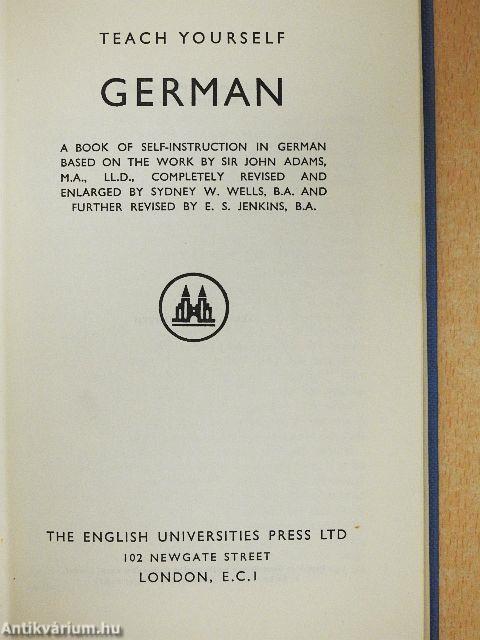 TEACH YOURSELF
GERMAN
A BOOK OF SELF-INSTRUCTION IN GERMAN
BASED ON THE WORK BY SIR JOHN ADAMS,
M.A., LL.D., COMPLETELY REVISED AND
ENLARGED BY SYDNEY W. WELLS, B.A. AND
FURTHER REVISED BY E. S. JENKINS, B.A.
THE ENGLISH UNIVERSITIES PRESS LTD
102 NEWGATE STREET
LONDON, E.C.1
Antikvárium.hu